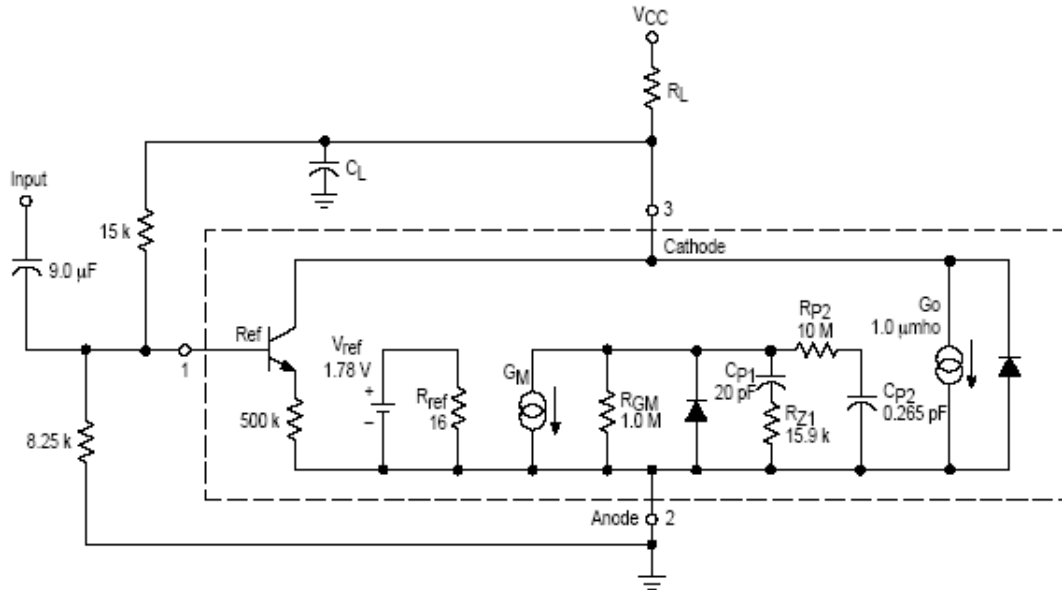 VCC
RL
CL
Input
15 k
3
Cathode
9.0 µF
RP2
10 M
Go
1.0 µmho
Ref
Vref
1.78 V
GM
CP1
20 pF
1
+
–
Rref
16
RGM
1.0 M
CP2
0.265 pF
500 k
RZ1
15.9 k
8.25 k
Anode
2